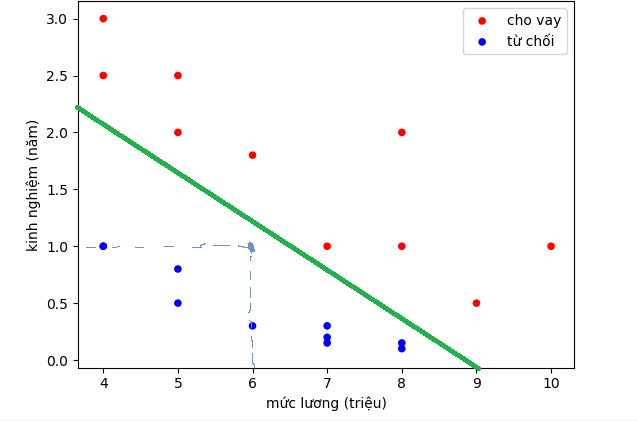 3.0
2.5
2.0
1.5
1.0
0.5
0.0
kinh nghiệm (năm)
cho vay
từ chối
4 5 6 7 8 9 10
mức lương (triệu)